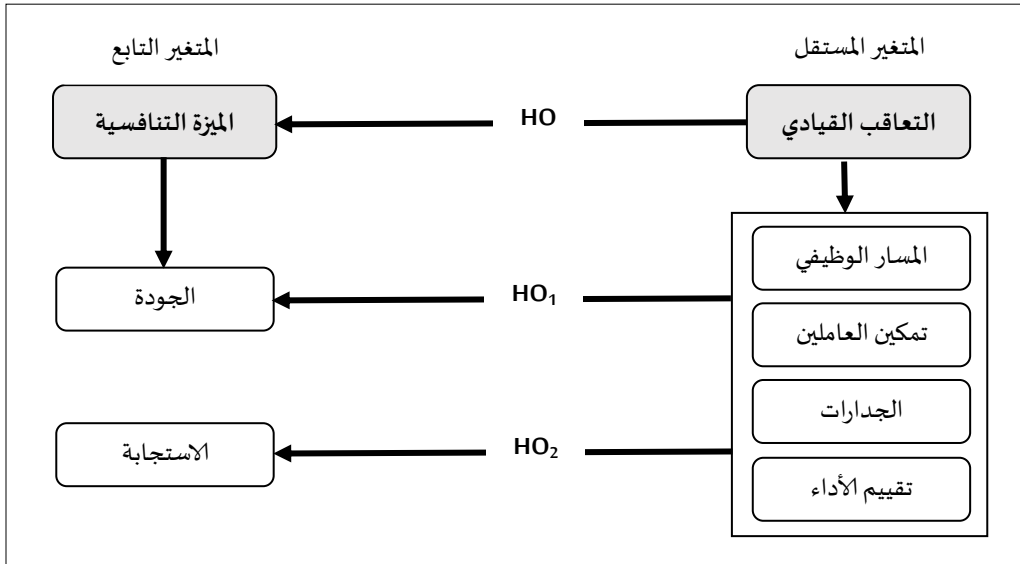 المتغير المستقل
المتغير التابع
التعاقب القيادي
HO
الميزة التنافسية
المسار الوظيفي
HO₁
الجودة
تمكين العاملين
الجدارات
HO₂
الاستجابة
تقييم الأداء